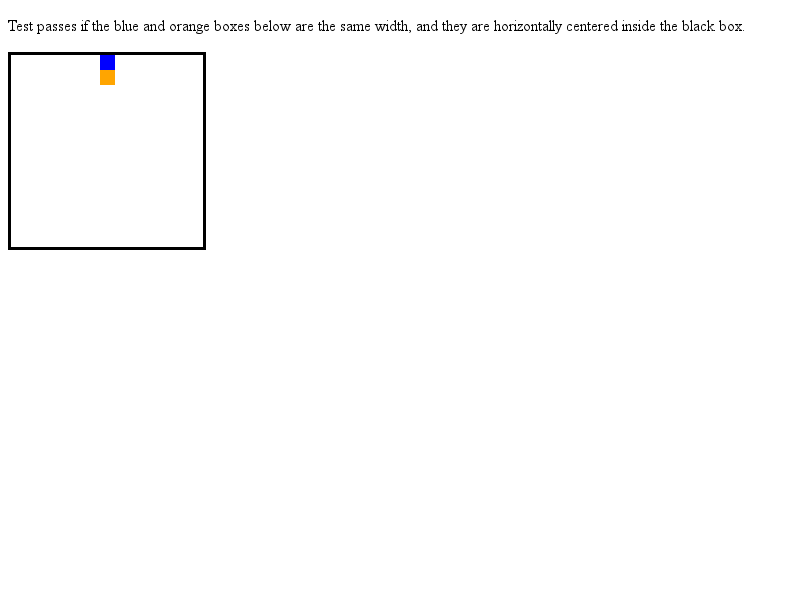 Test passes if the blue and orange boxes below are the same width, and they are horizontally centered inside the black box.